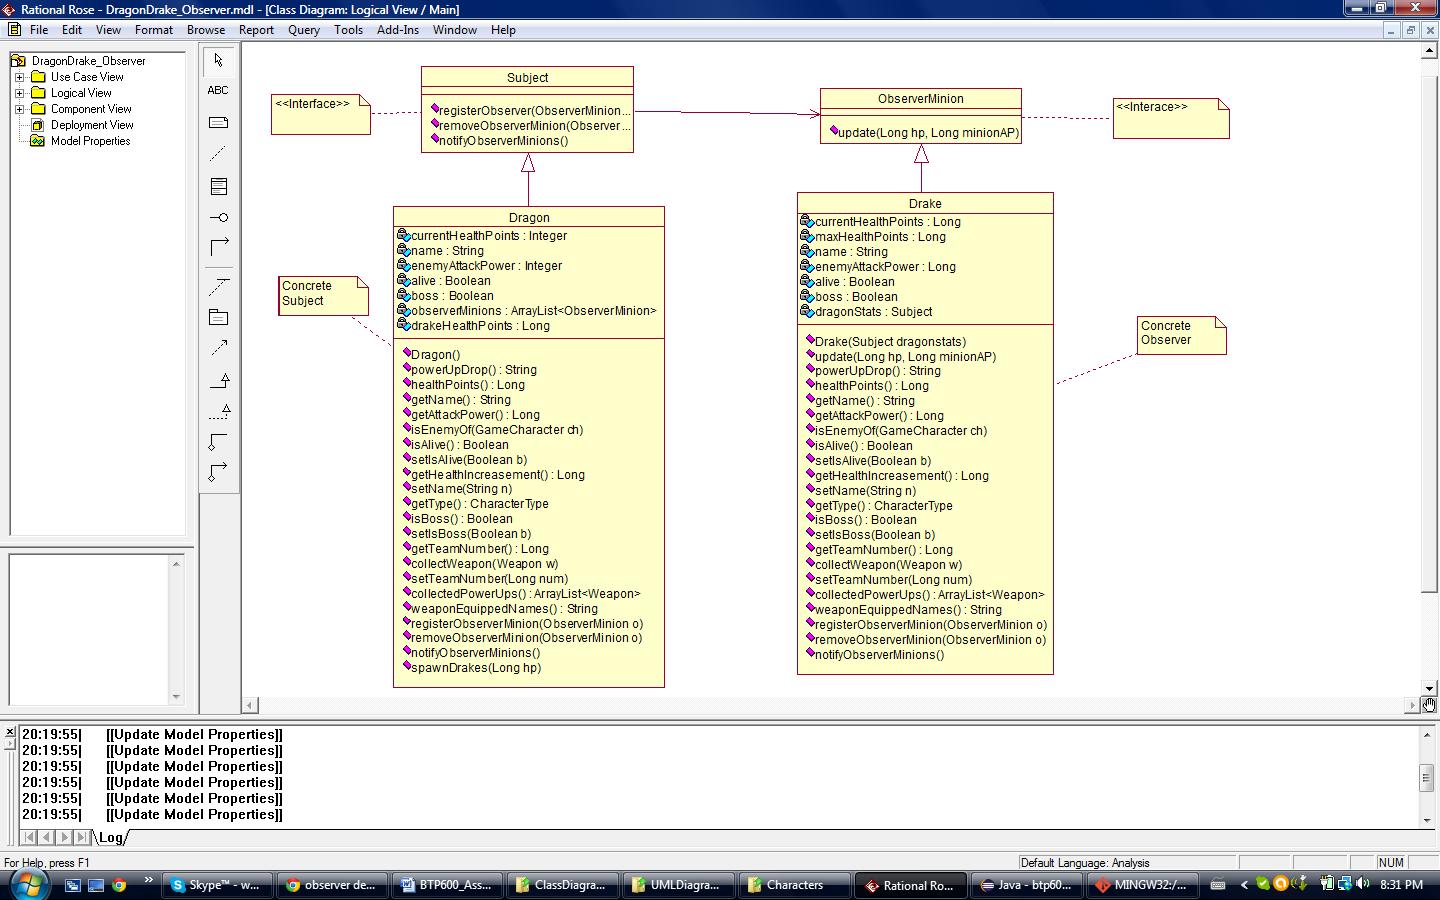 Rational Rose - DragonDrake_Observer.mdl - [Class Diagram: Logical View / Main]
File Edit View Format Browse Report Query Tools Add-Ins Window Help
DragonDrake_Observer
Use Case View
Logical View
Component View
Deployment View
Model Properties
ABC
<<Interface>>
Subject
registerObserver(ObserverMinion ...
removeObserverMinion(Observer ...
notifyObserverMinions()
ObserverMinion
update(Long hp, Long minionAP)
<<Interace>>
Concrete
Subject
Dragon
currentHealthPoints : Integer
name : String
enemyAttackPower : Integer
alive : Boolean
boss : Boolean
observerMinions : ArrayList<ObserverMinion>
drakeHealthPoints : Long
Dragon()
powerUpDrop() : String
healthPoints() : Long
getName() : String
getAttackPower() : Long
isEnemyOf(GameCharacter ch)
isAlive() : Boolean
setIsAlive(Boolean b)
getHealthIncreasement() : Long
setName(String n)
getType() : CharacterType
isBoss() : Boolean
setIsBoss(Boolean b)
getTeamNumber() : Long
collectWeapon(Weapon w)
setTeamNumber(Long num)
collectedPowerUps() : ArrayList<Weapon>
weaponEquippedNames() : String
registerObserverMinion(ObserverMinion o)
removeObserverMinion(ObserverMinion o)
notifyObserverMinions()
spawnDrakes(Long hp)
Drake
currentHealthPoints : Long
maxHealthPoints : Long
name : String
enemyAttackPower : Long
alive : Boolean
boss : Boolean
dragonStats : Subject
Drake(Subject dragonstats)
update(Long hp, Long minionAP)
powerUpDrop() : String
healthPoints() : Long
getName() : String
getAttackPower() : Long
isEnemyOf(GameCharacter ch)
isAlive() : Boolean
setIsAlive(Boolean b)
getHealthIncreasement() : Long
setName(String n)
getType() : CharacterType
isBoss() : Boolean
setIsBoss(Boolean b)
getTeamNumber() : Long
collectWeapon(Weapon w)
setTeamNumber(Long num)
collectedPowerUps() : ArrayList<Weapon>
weaponEquippedNames() : String
registerObserverMinion(ObserverMinion o)
removeObserverMinion(ObserverMinion o)
notifyObserverMinions()
Concrete
Observer
20:19:55| [[Update Model Properties]]
20:19:55| [[Update Model Properties]]
20:19:55| [[Update Model Properties]]
20:19:55| [[Update Model Properties]]
20:19:55| [[Update Model Properties]]
20:19:55| [[Update Model Properties]]
Log
For Help, press F1
Default Language: Analysis
NUM
Skype™ - w...
observer de...
BTP600_Ass...
ClassDiagra...
UMLDiagra...
Characters
Rational Ro...
Java - btp60...
MINGW32:/...
8:31 PM